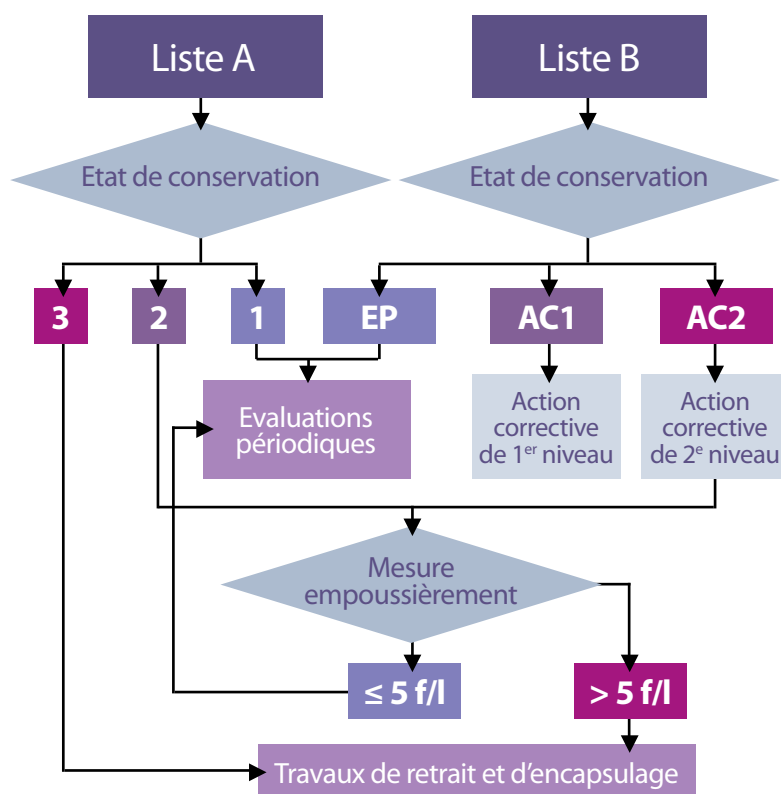 Liste A
Liste B
Etat de conservation
Etat de conservation
3
2
1
EP
AC1
AC2
Evaluations
périodiques
Action
corrective
de 1er niveau
Action
corrective
de 2e niveau
Mesure
empoussièrement
≤ 5 f/l
> 5 f/l
Travaux de retrait et d’encapsulage